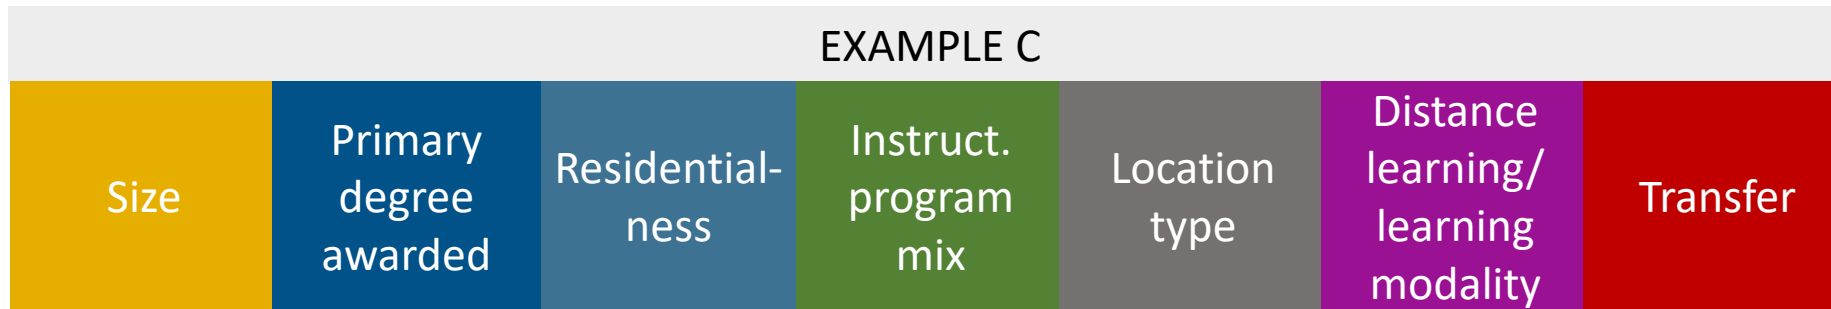 EXAMPLE C
Size
Primary
degree
awarded
Residential-
ness
Instruct.
program
mix
Location
type
Distance
learning/
learning
modality
Transfer